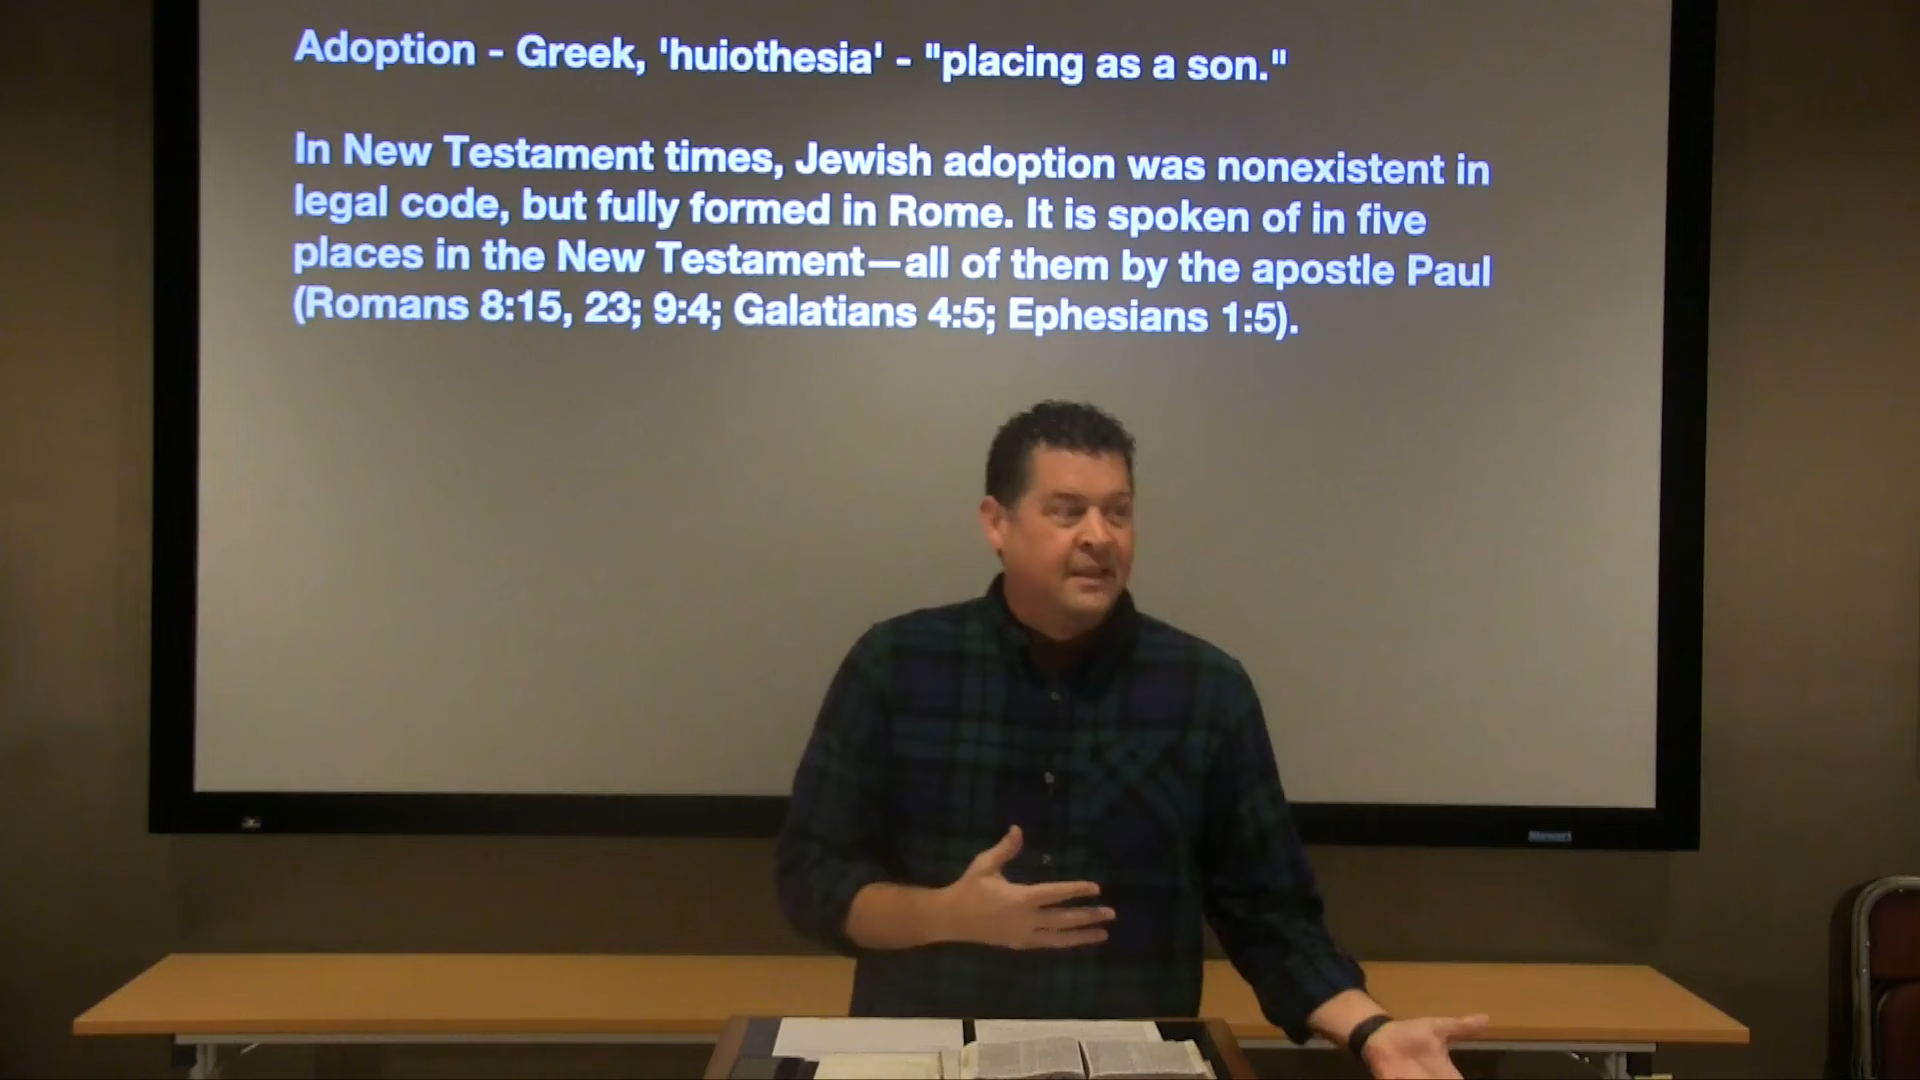 Adoption - Greek, 'huiothesia' - "placing as a son."
In New Testament times, Jewish adoption was nonexistent in
legal code, but fully formed in Rome. It is spoken of in five
places in the New Testament—all of them by the apostle Paul
(Romans 8:15, 23; 9:4; Galatians 4:5; Ephesians 1:5).
Stewart